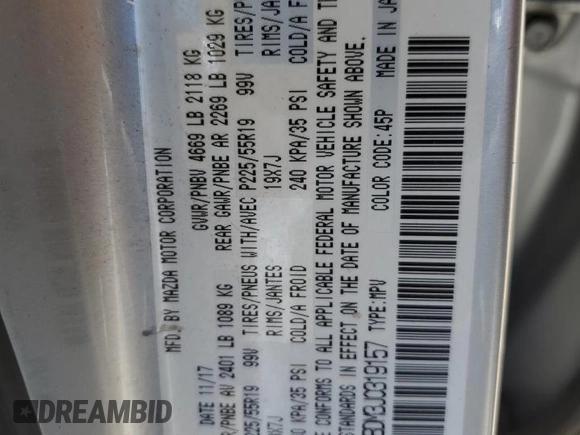 MFD BY MAZDA MOTOR CORPORATION
DATE 11/17 GVWR/PNBV 4669 LB 2118 KG
/PNBE AV 2401 LB 1089 KG REAR GAWR/PNBE AR 2269 LB 1029 KG
P225/55R19 99V TIRES/PNEUS WITH/AVEC P225/55R19 99V TIRES/P
19X7J RIMS/JANTES 19X7J RIMS/JA
240 KPA/35 PSI COLD/A FROID 240 KPA/35 PSI COLD/A F
CONFORMS TO ALL APPLICABLE FEDERAL MOTOR VEHICLE SAFETY AND
STANDARDS IN EFFECT ON THE DATE OF MANUFACTURE SHOWN ABOVE.
TYPE:MPV COLOR CODE:45P MADE IN JA
DREAMBID